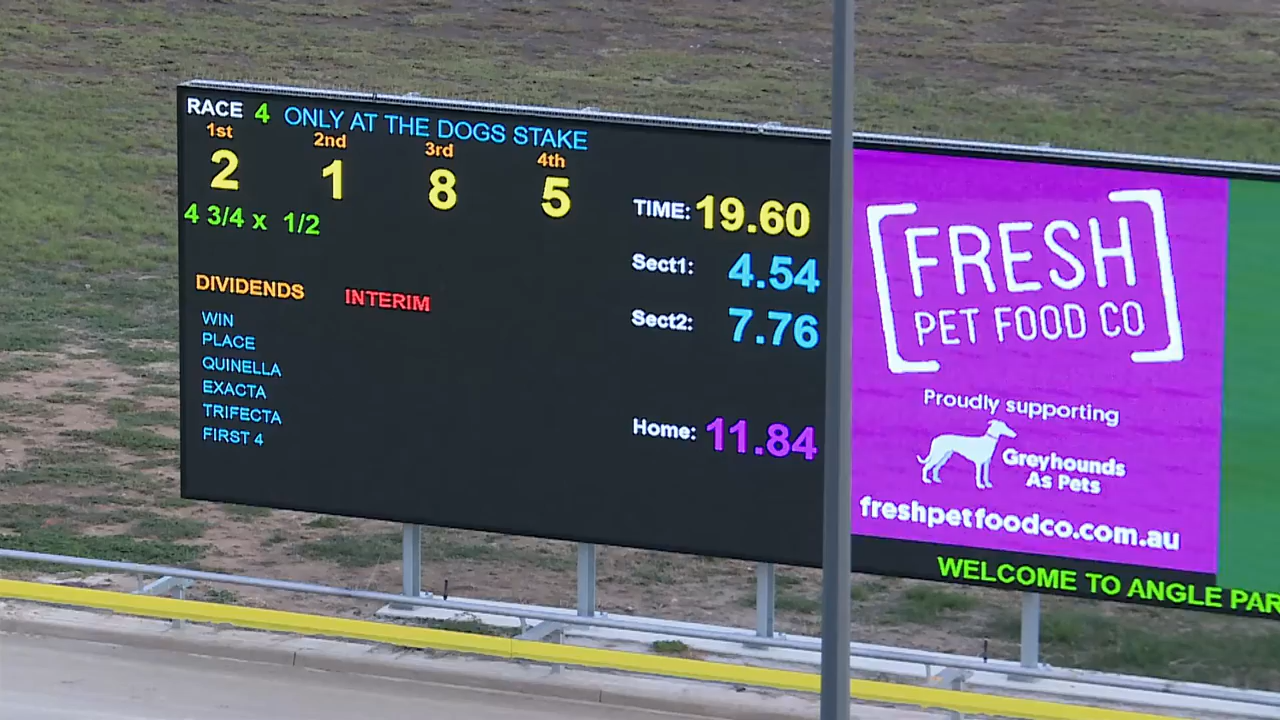 RACE 4 ONLY AT THE DOGS STAKE
1st 2nd 3rd 4th
2 1 8 5
4 3/4 x 1/2
TIME: 19.60
Sect1: 4.54
Sect2: 7.76
Home: 11.84
DIVIDENDS INTERIM
WIN
PLACE
QUINELLA
EXACTA
TRIFECTA
FIRST 4
FRESH
PET FOOD CO
Proudly supporting
Greyhounds
As Pets
freshpetfoodco.com.au
WELCOME TO ANGLE PAR